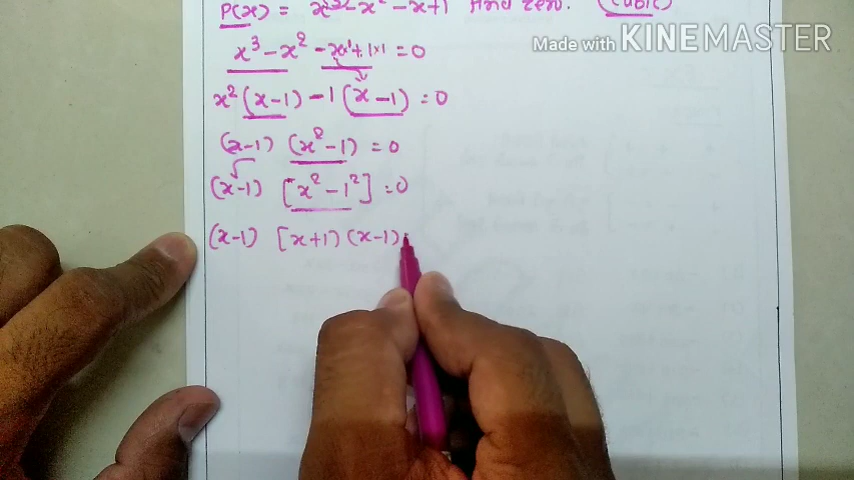 P(x) = x³ - x² - x + 1 find zero. (cubic)
Made with KINEMASTER
x³ - x² - x×1 + 1×1 = 0
x² (x-1) - 1 (x-1) = 0
(x-1) (x² - 1) = 0
(x-1) [x² - 1²] = 0
(x-1) [x+1) (x-1)